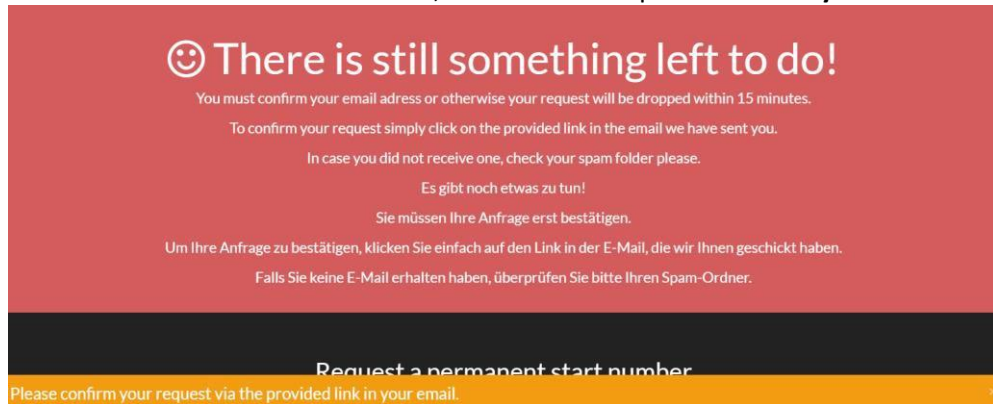 There is still something left to do!
You must confirm your email adress or otherwise your request will be dropped within 15 minutes.
To confirm your request simply click on the provided link in the email we have sent you.
In case you did not receive one, check your spam folder please.
Es gibt noch etwas zu tun!
Sie müssen Ihre Anfrage erst bestätigen.
Um Ihre Anfrage zu bestätigen, klicken Sie einfach auf den Link in der E-Mail, die wir Ihnen geschickt haben.
Falls Sie keine E-Mail erhalten haben, überprüfen Sie bitte Ihren Spam-Ordner.
Request a permanent start number
Please confirm your request via the provided link in your email.